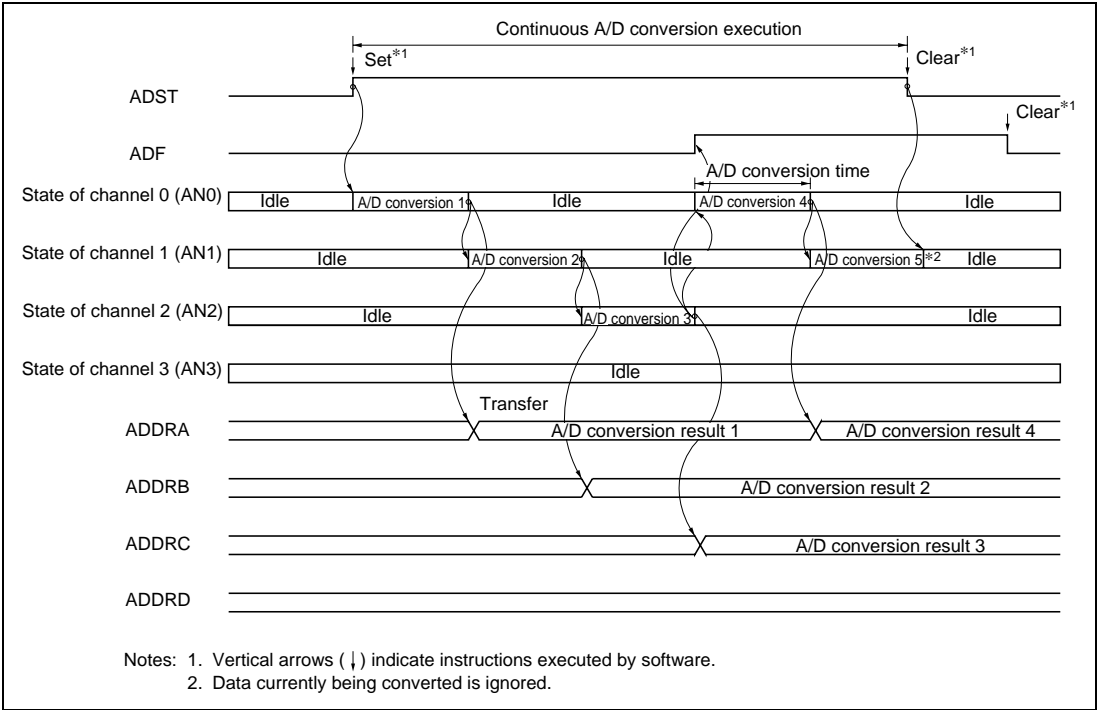 Continuous A/D conversion execution
Set*1
Clear*1
ADST
Clear*1
ADF
A/D conversion time
State of channel 0 (AN0)
Idle
A/D conversion 1
Idle
A/D conversion 4
Idle
State of channel 1 (AN1)
Idle
A/D conversion 2
Idle
A/D conversion 5
*2
Idle
State of channel 2 (AN2)
Idle
A/D conversion 3
Idle
State of channel 3 (AN3)
Idle
Transfer
ADDRA
A/D conversion result 1
A/D conversion result 4
ADDRB
A/D conversion result 2
ADDRC
A/D conversion result 3
ADDRD
Notes: 1. Vertical arrows (↓) indicate instructions executed by software.
2. Data currently being converted is ignored.